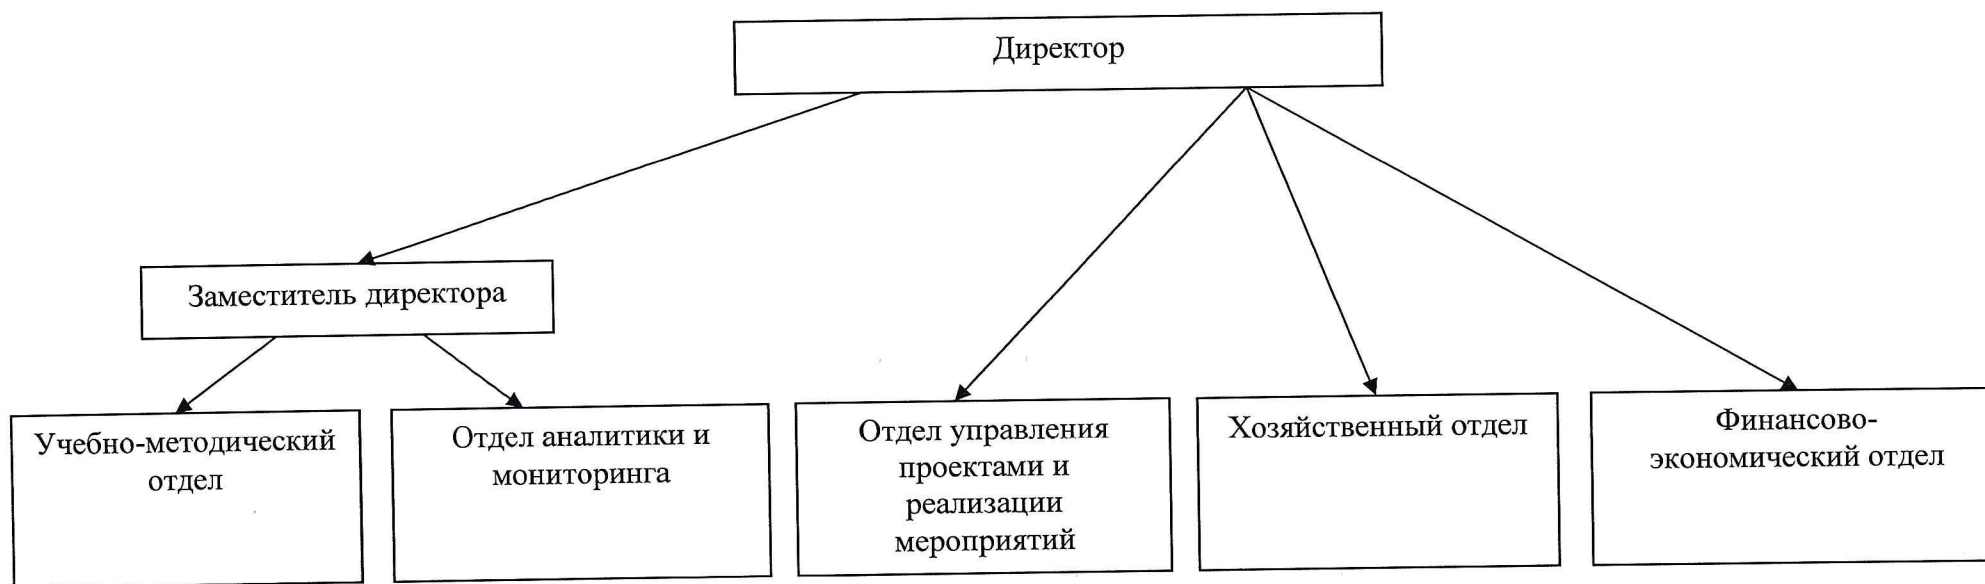 Директор
Заместитель директора
Учебно-методический
отдел
Отдел аналитики и
мониторинга
Отдел управления
проектами и
реализации
мероприятий
Хозяйственный отдел
Финансово-
экономический отдел